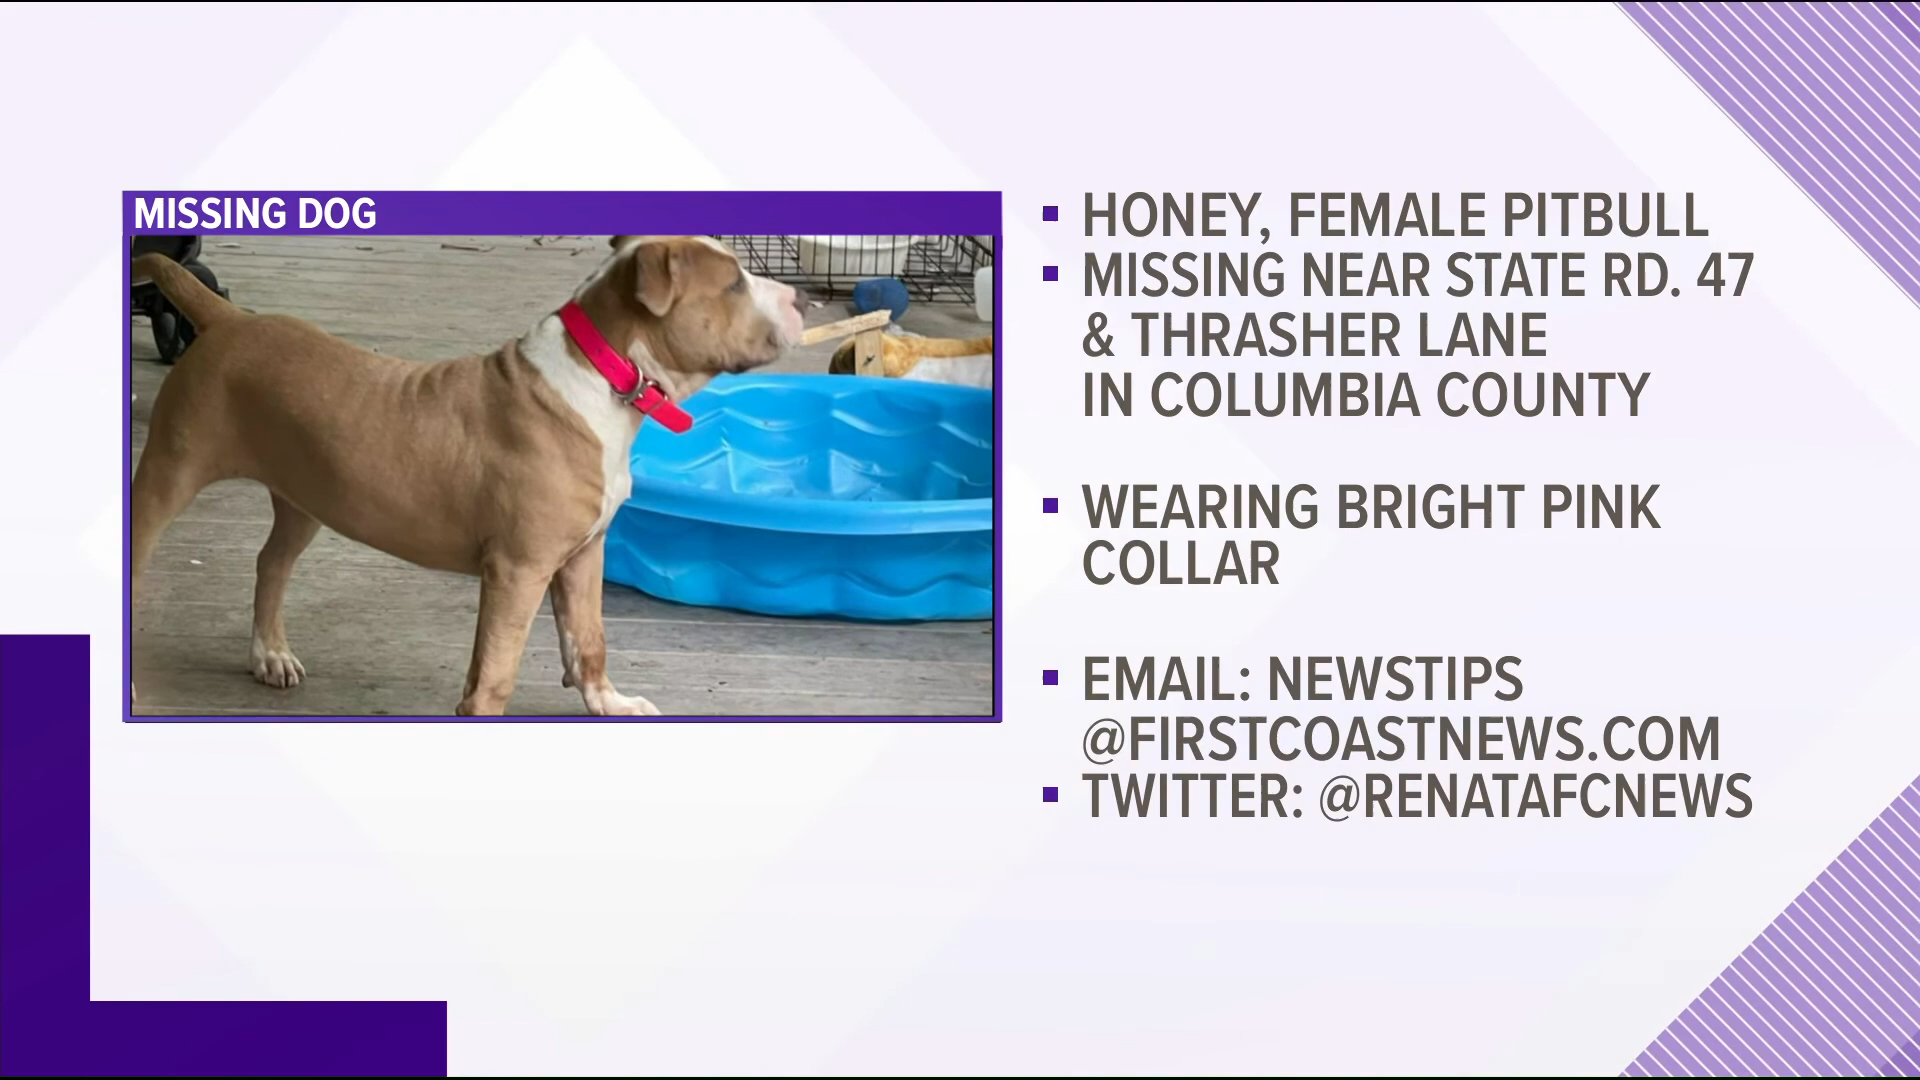 MISSING DOG
HONEY, FEMALE PITBULL
MISSING NEAR STATE RD. 47
& THRASHER LANE
IN COLUMBIA COUNTY
WEARING BRIGHT PINK
COLLAR
EMAIL: NEWSTIPS
@FIRSTCOASTNEWS.COM
TWITTER: @RENATAFCNEWS